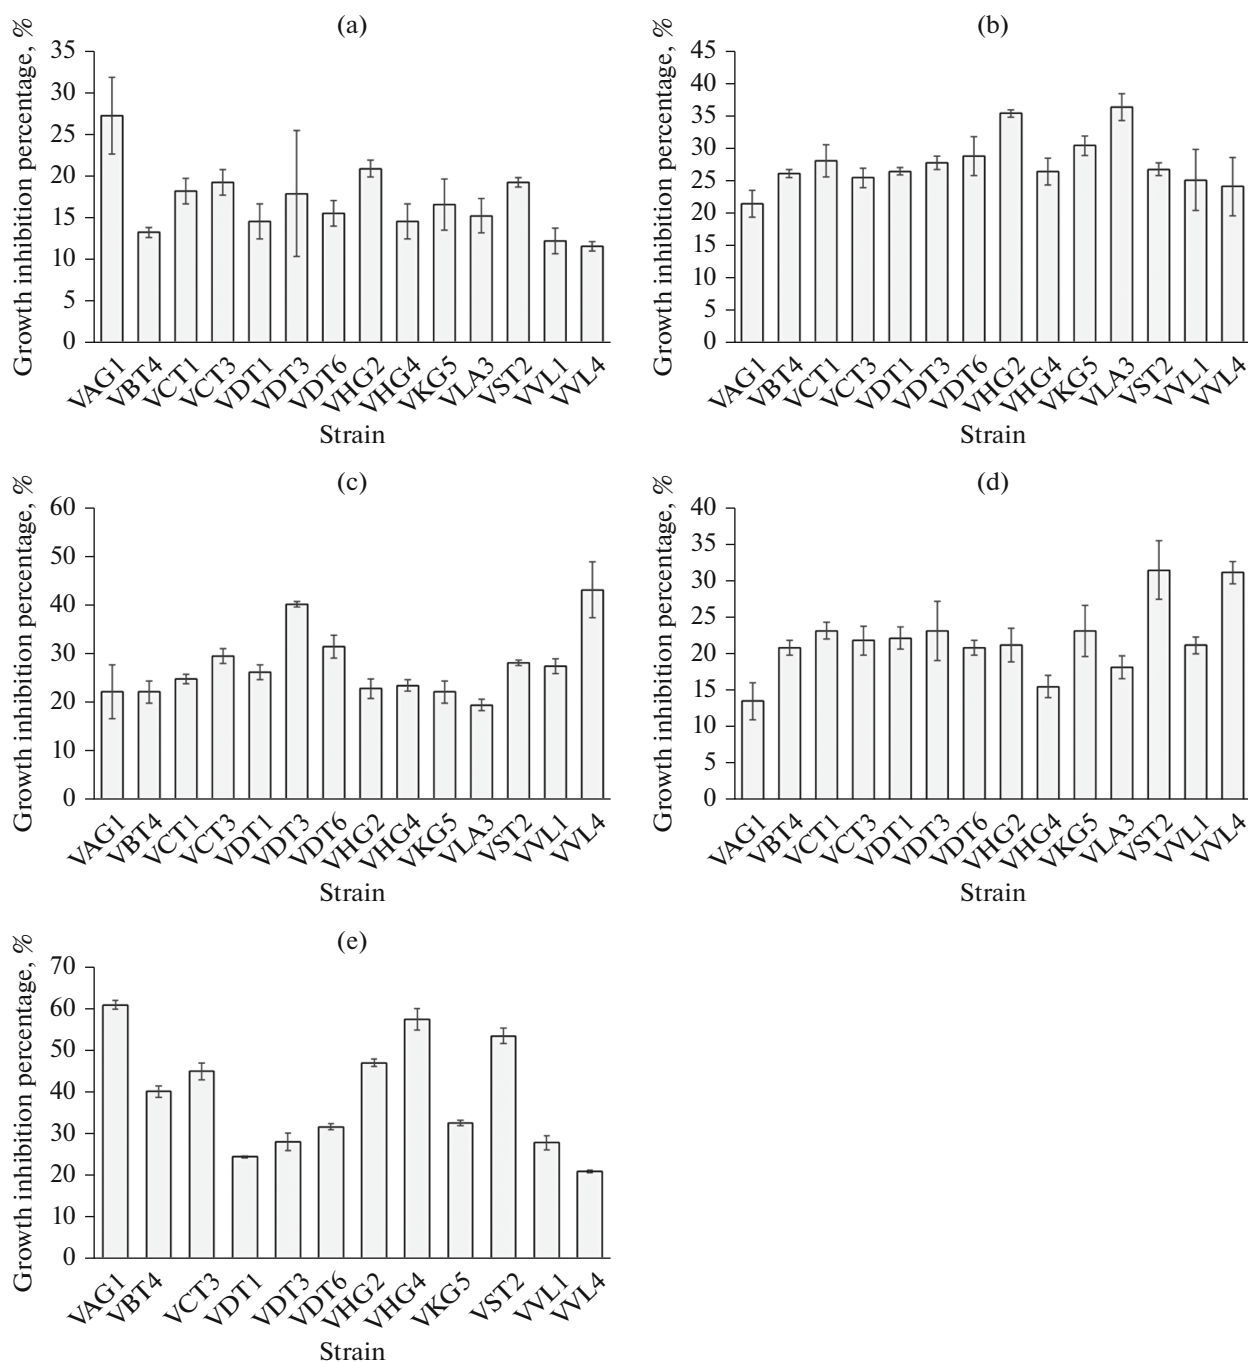 (a)
Growth inhibition percentage, %
35
30
25
20
15
10
5
0
VAG1
VBT4
VCT1
VCT3
VDT1
VDT3
VDT6
VHG2
VHG4
VKG5
VLA3
VST2
VVL1
VVL4
Strain
(b)
Growth inhibition percentage, %
45
40
35
30
25
20
15
10
5
0
VAG1
VBT4
VCT1
VCT3
VDT1
VDT3
VDT6
VHG2
VHG4
VKG5
VLA3
VST2
VVL1
VVL4
Strain
(c)
Growth inhibition percentage, %
60
50
40
30
20
10
0
VAG1
VBT4
VCT1
VCT3
VDT1
VDT3
VDT6
VHG2
VHG4
VKG5
VLA3
VST2
VVL1
VVL4
Strain
(d)
Growth inhibition percentage, %
40
35
30
25
20
15
10
5
0
VAG1
VBT4
VCT1
VCT3
VDT1
VDT3
VDT6
VHG2
VHG4
VKG5
VLA3
VST2
VVL1
VVL4
Strain
(e)
Growth inhibition percentage, %
70
60
50
40
30
20
10
0
VAG1
VBT4
VCT3
VDT1
VDT3
VDT6
VHG2
VHG4
VKG5
VST2
VVL1
VVL4
Strain